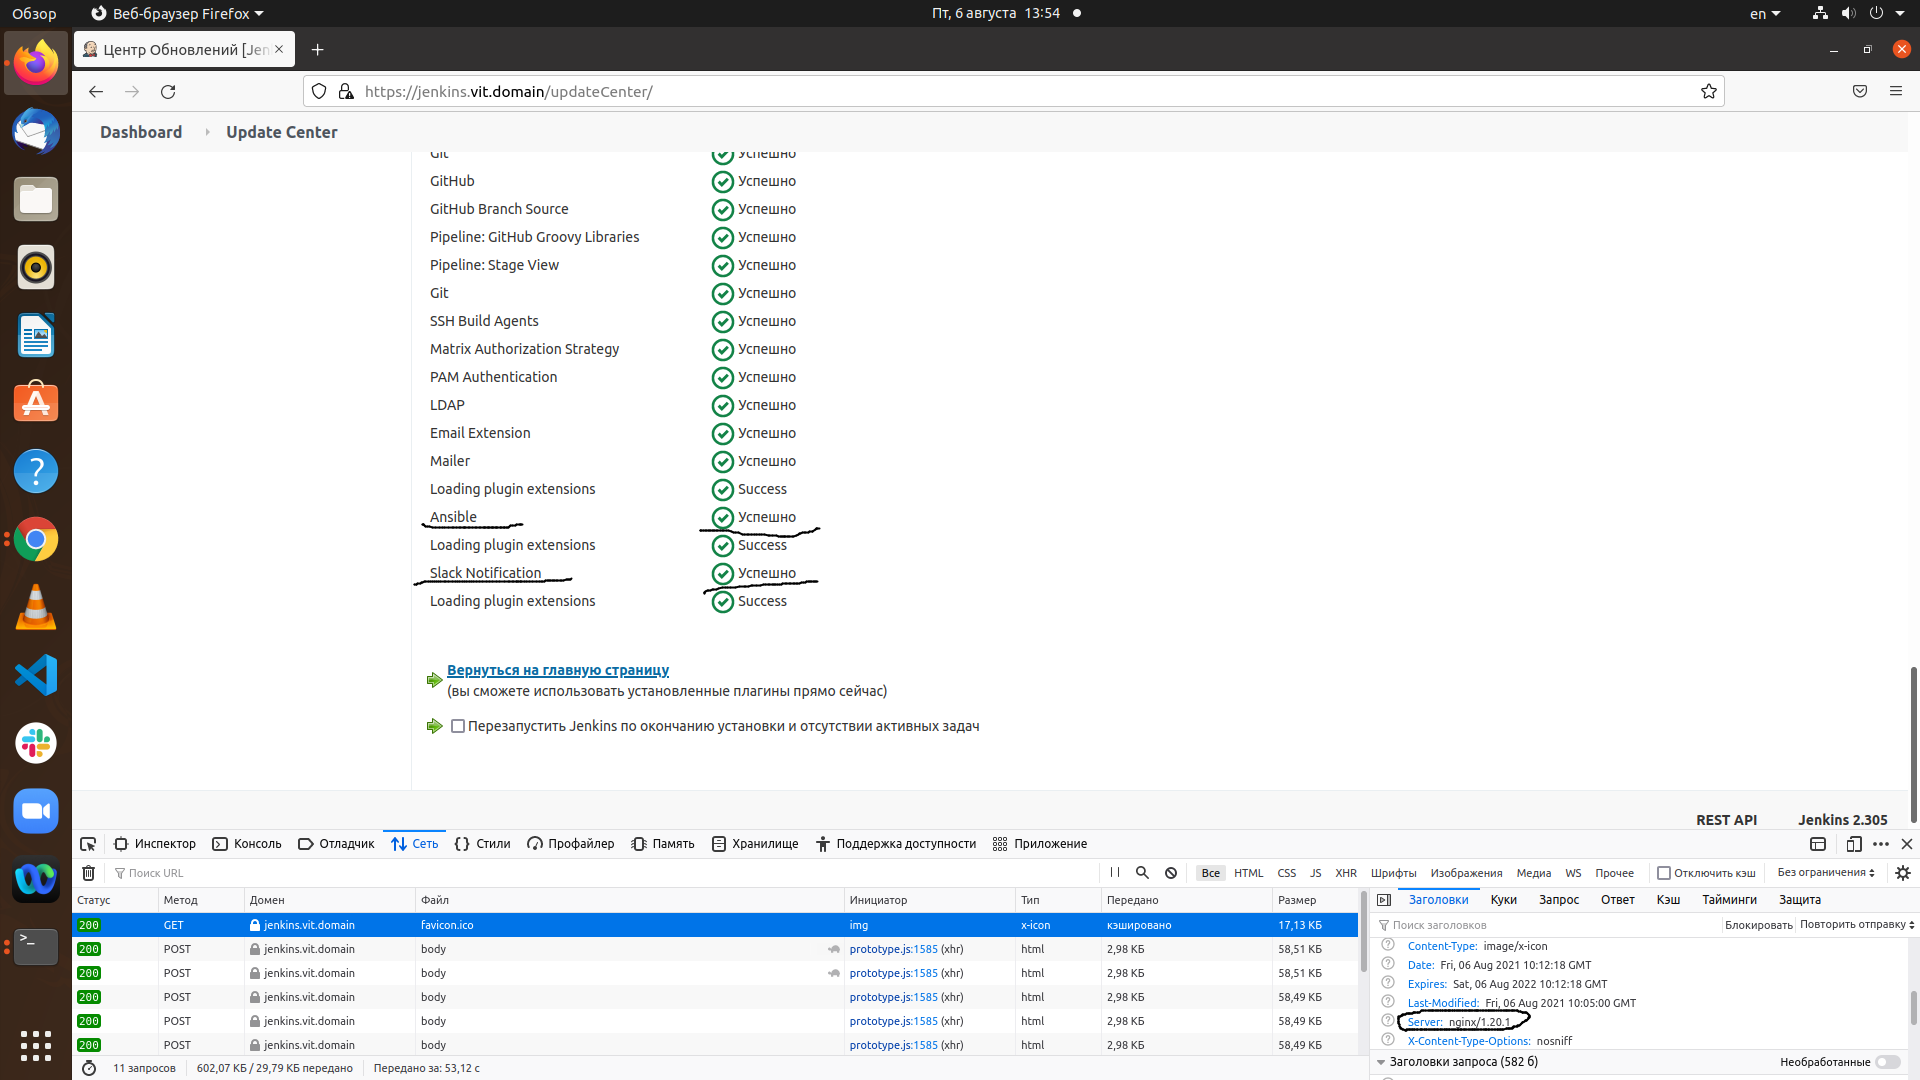 Обзор Веб-браузер Firefox Пт, 6 августа 13:54 en
Центр Обновлений [Jen
https://jenkins.vit.domain/updateCenter/
Dashboard Update Center
Git Успешно
GitHub Успешно
GitHub Branch Source Успешно
Pipeline: GitHub Groovy Libraries Успешно
Pipeline: Stage View Успешно
Git Успешно
SSH Build Agents Успешно
Matrix Authorization Strategy Успешно
PAM Authentication Успешно
LDAP Успешно
Email Extension Успешно
Mailer Успешно
Loading plugin extensions Success
Ansible Успешно
Loading plugin extensions Success
Slack Notification Успешно
Loading plugin extensions Success
Вернуться на главную страницу
(вы сможете использовать установленные плагины прямо сейчас)
Перезапустить Jenkins по окончанию установки и отсутствии активных задач
REST API Jenkins 2.305
Инспектор Консоль Отладчик Сеть Стили Профайлер Память Хранилище Поддержка доступности Приложение
Поиск URL Все HTML CSS JS XHR Шрифты Изображения Медиа WS Прочее Отключить кэш Без ограничения
Статус Метод Домен Файл Инициатор Тип Передано Размер
200 GET jenkins.vit.domain favicon.ico img x-icon кэшировано 17,13 КБ
200 POST jenkins.vit.domain body prototype.js:1585 (xhr) html 2,98 КБ 58,51 КБ
200 POST jenkins.vit.domain body prototype.js:1585 (xhr) html 2,98 КБ 58,51 КБ
200 POST jenkins.vit.domain body prototype.js:1585 (xhr) html 2,98 КБ 58,49 КБ
200 POST jenkins.vit.domain body prototype.js:1585 (xhr) html 2,98 КБ 58,49 КБ
200 POST jenkins.vit.domain body prototype.js:1585 (xhr) html 2,98 КБ 58,49 КБ
11 запросов 602,07 КБ / 29,79 КБ передано Передано за: 53,12 с
Заголовки Куки Запрос Ответ Кэш Тайминги Защита
Поиск заголовков Блокировать Повторить отправку
Content-Type: image/x-icon
Date: Fri, 06 Aug 2021 10:12:18 GMT
Expires: Sat, 06 Aug 2022 10:12:18 GMT
Last-Modified: Fri, 06 Aug 2021 10:05:00 GMT
Server: nginx/1.20.1
X-Content-Type-Options: nosniff
Заголовки запроса (582 б) Необработанные